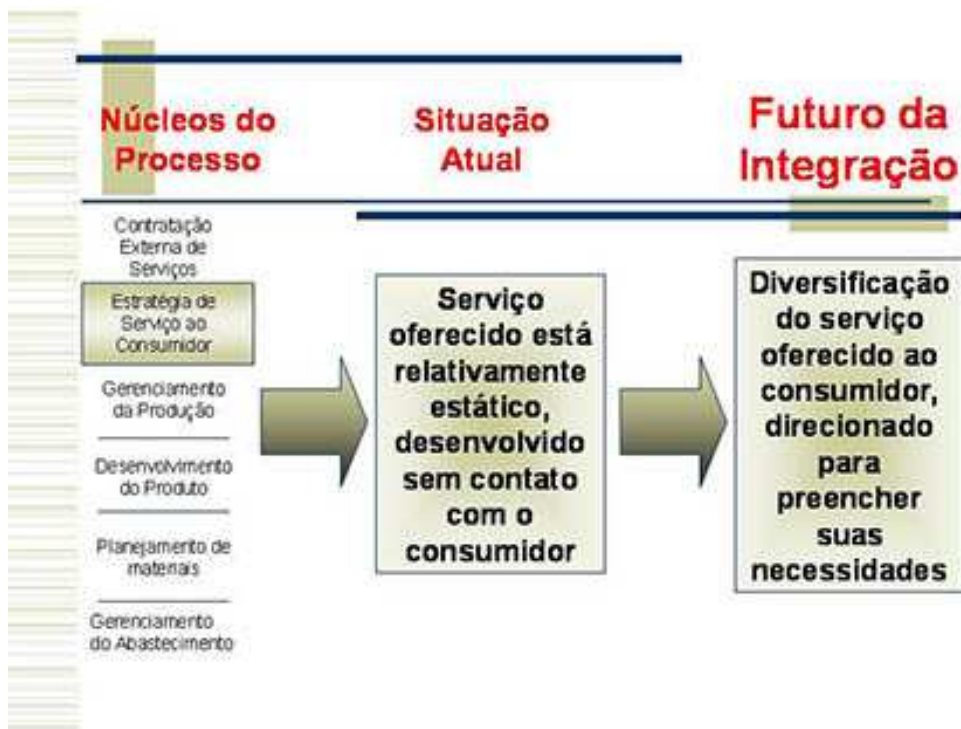 Núcleos do
Processo
Situação
Atual
Futuro da
Integração
Contratação
Externa de
Serviços
Estratégia de
Serviço ao
Consumidor
Gerenciamento
da Produção
Desenvolvimento
do Produto
Planejamento de
materiais
Gerenciamento
do Abastecimento
Serviço
oferecido está
relativamente
estático,
desenvolvido
sem contato
com o
consumidor
Diversificação
do serviço
oferecido ao
consumidor,
direcionado
para
preencher
suas
necessidades